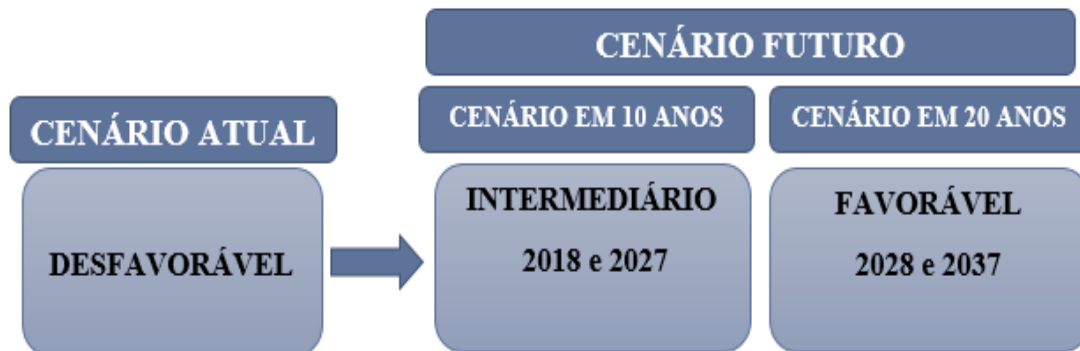 CENÁRIO ATUAL
DESFAVORÁVEL
CENÁRIO FUTURO
CENÁRIO EM 10 ANOS
INTERMEDIÁRIO
2018 e 2027
CENÁRIO EM 20 ANOS
FAVORÁVEL
2028 e 2037